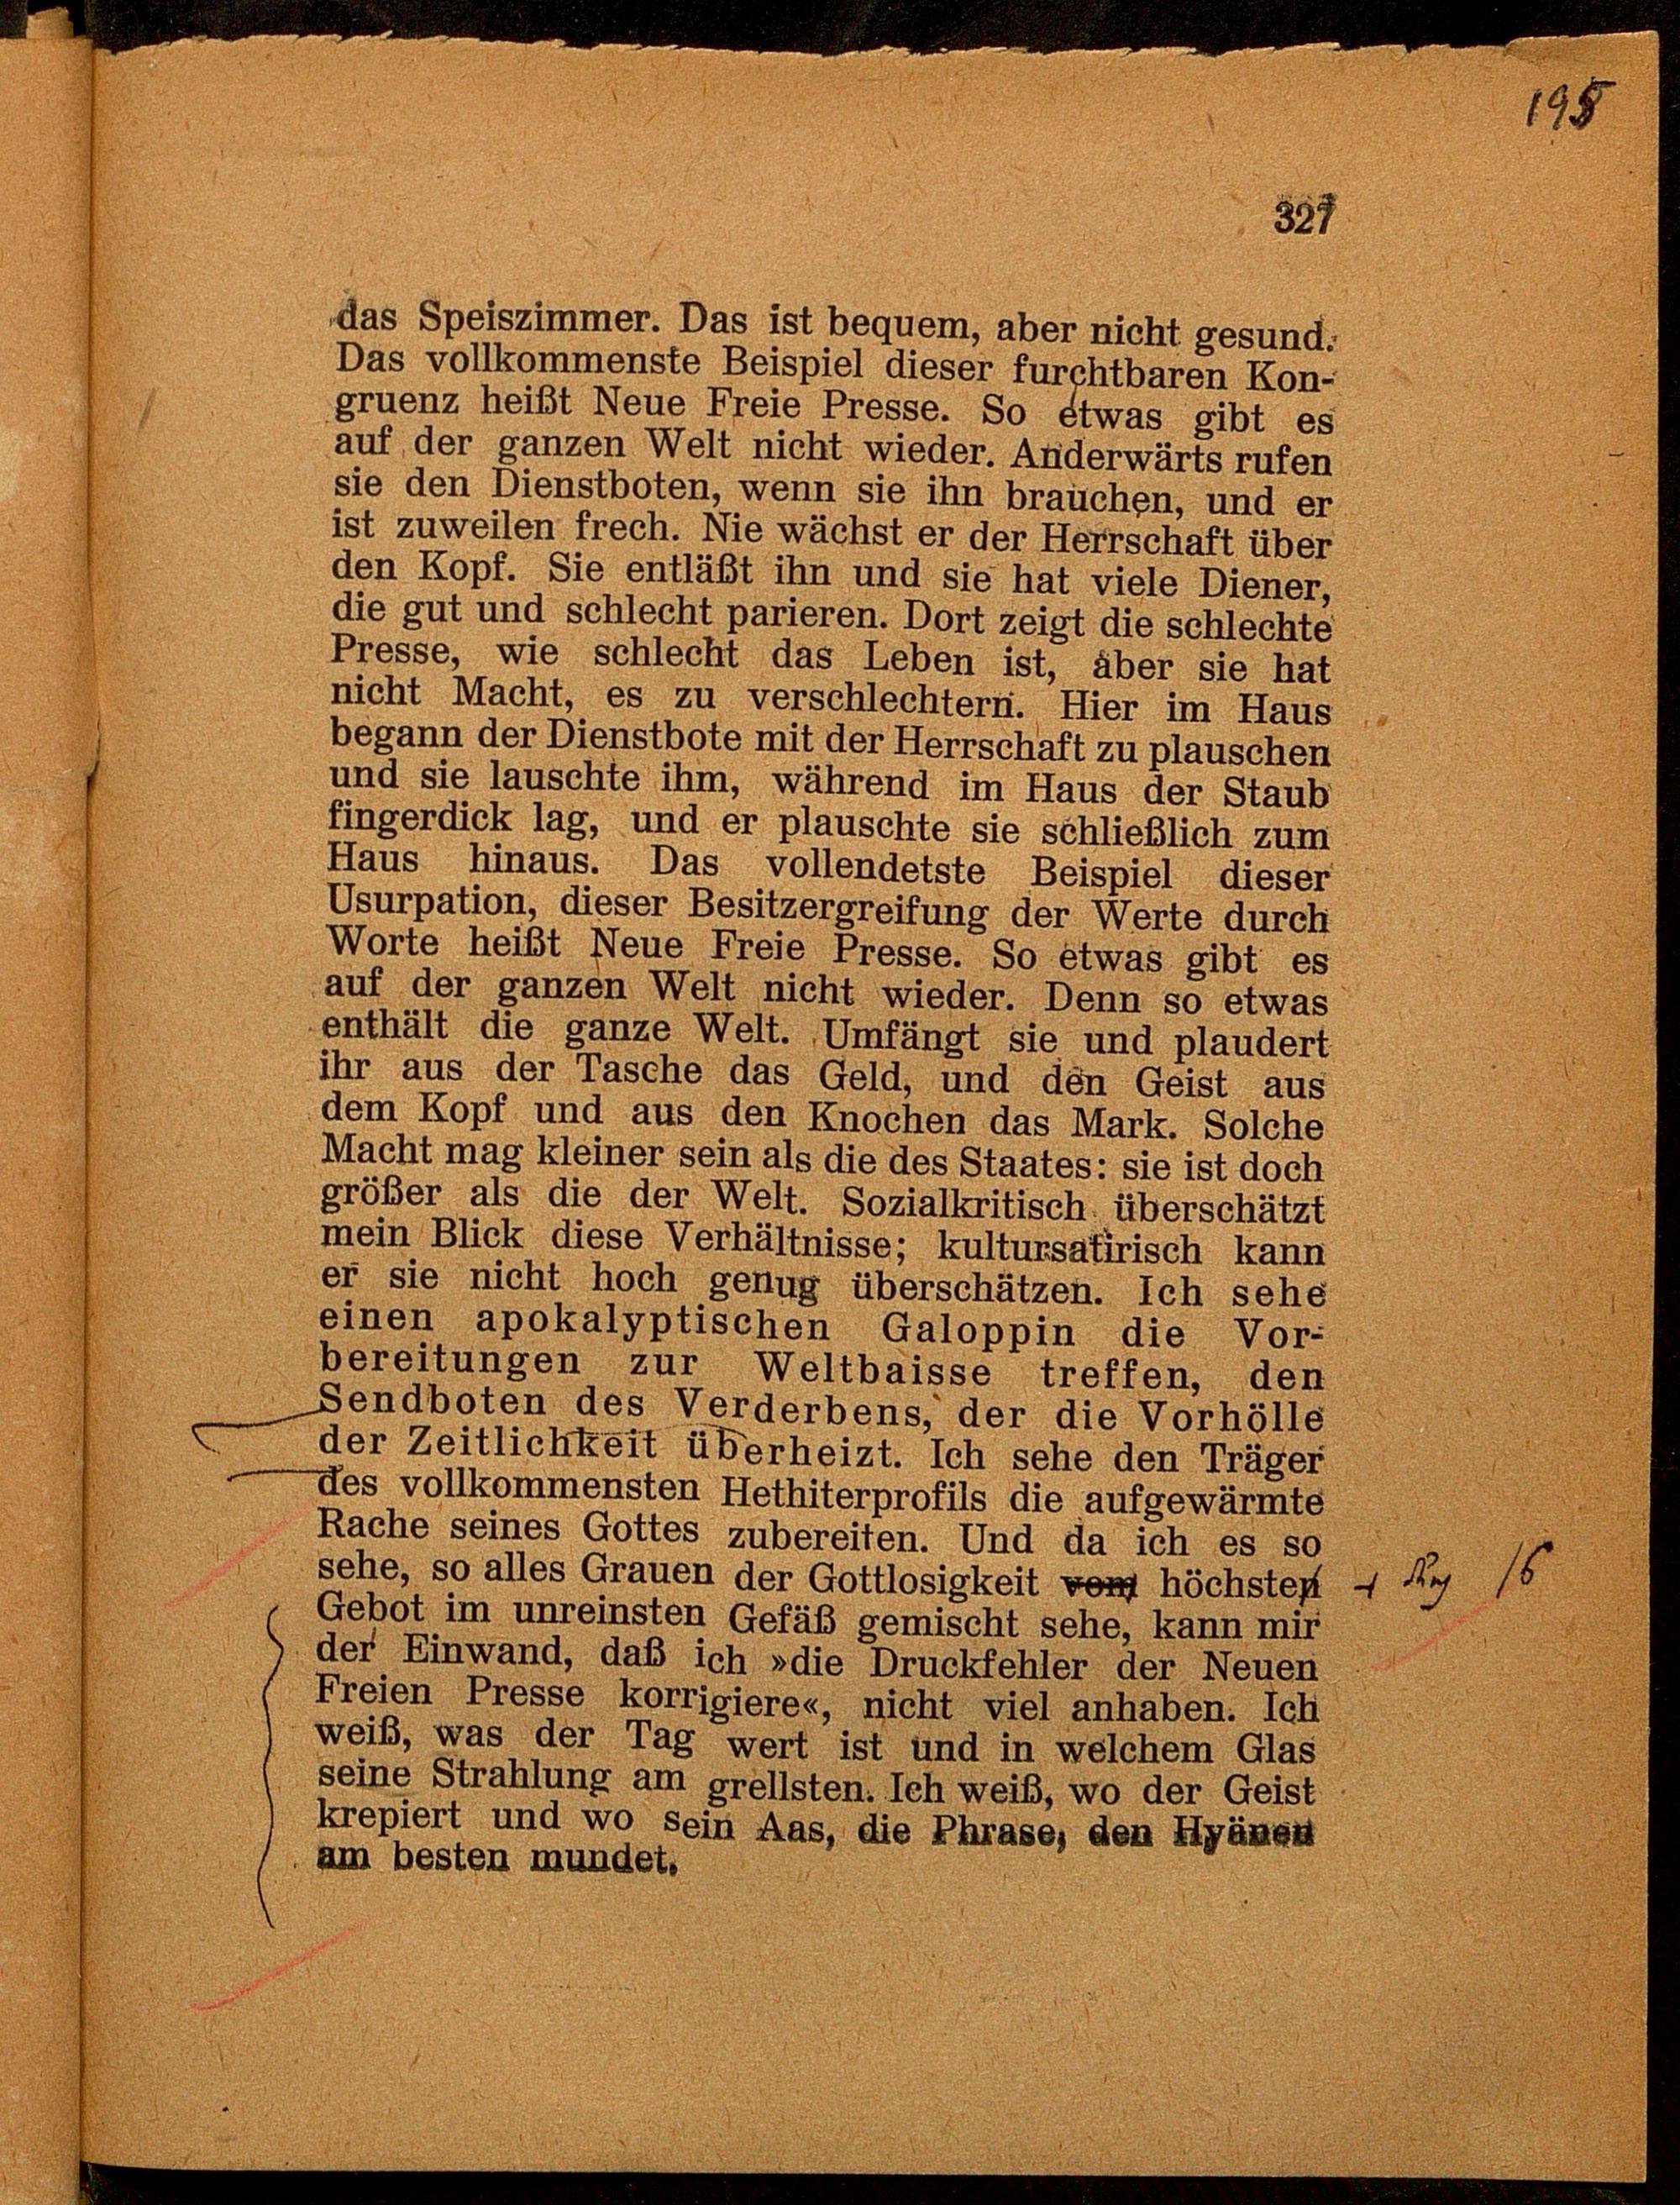 195
327
das Speiszimmer. Das ist bequem, aber nicht gesund.
Das vollkommenste Beispiel dieser furchtbaren Kon-
gruenz heißt Neue Freie Presse. So etwas gibt es
auf der ganzen Welt nicht wieder. Anderwärts rufen
sie den Dienstboten, wenn sie ihn brauchen, und er
ist zuweilen frech. Nie wächst er der Herrschaft über
den Kopf. Sie entläßt ihn und sie hat viele Diener,
die gut und schlecht parieren. Dort zeigt die schlechte
Presse, wie schlecht das Leben ist, aber sie hat
nicht Macht, es zu verschlechtern. Hier im Haus
begann der Dienstbote mit der Herrschaft zu plauschen
und sie lauschte ihm, während im Haus der Staub
fingerdick lag, und er plauschte sie schließlich zum
Haus hinaus. Das vollendetste Beispiel dieser
Usurpation, dieser Besitzergreifung der Werte durch
Worte heißt Neue Freie Presse. So etwas gibt es
auf der ganzen Welt nicht wieder. Denn so etwas
enthält die ganze Welt. Umfängt sie und plaudert
ihr aus der Tasche das Geld, und den Geist aus
dem Kopf und aus den Knochen das Mark. Solche
Macht mag kleiner sein als die des Staates: sie ist doch
größer als die der Welt. Sozialkritisch überschätzt
mein Blick diese Verhältnisse; kultursatirisch kann
er sie nicht hoch genug überschätzen. Ich sehe
einen apokalyptischen Galoppin die Vor-
bereitungen zur Weltbaisse treffen, den
Sendboten des Verderbens, der die Vorhölle
der Zeitlichkeit überheizt. Ich sehe den Träger
des vollkommensten Hethiterprofils die aufgewärmte
Rache seines Gottes zubereiten. Und da ich es so
sehe, so alles Grauen der Gottlosigkeit vom höchsten
Gebot im unreinsten Gefäß gemischt sehe, kann mir
der Einwand, daß ich »die Druckfehler der Neuen
Freien Presse korrigiere«, nicht viel anhaben. Ich
weiß, was der Tag wert ist und in welchem Glas
seine Strahlung am grellsten. Ich weiß, wo der Geist
krepiert und wo sein Aas, die Phrase, den Hyänen
am besten mundet.